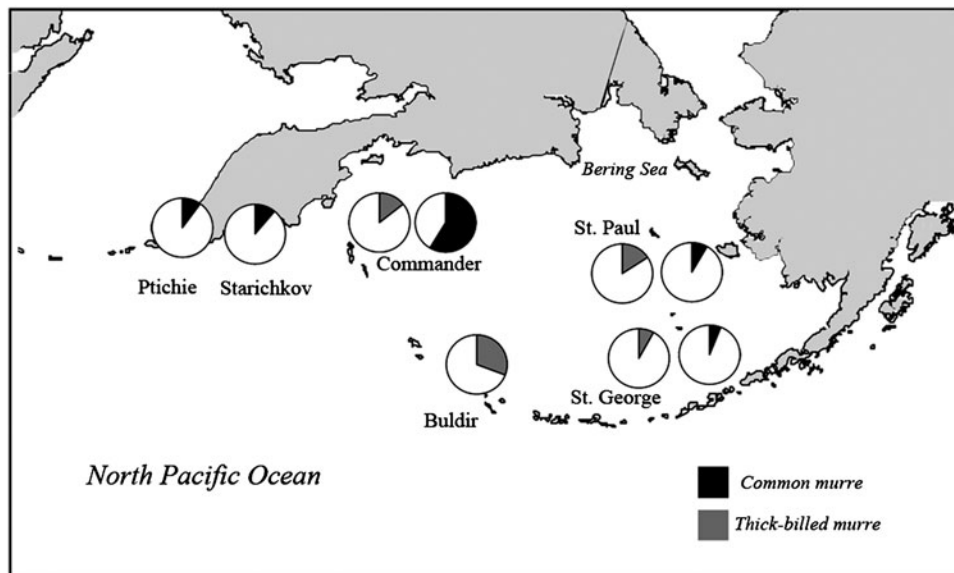 Bering Sea
St. Paul
Commander
Ptichie
Starichkov
St. George
Buldir
North Pacific Ocean
Common murre
Thick-billed murre